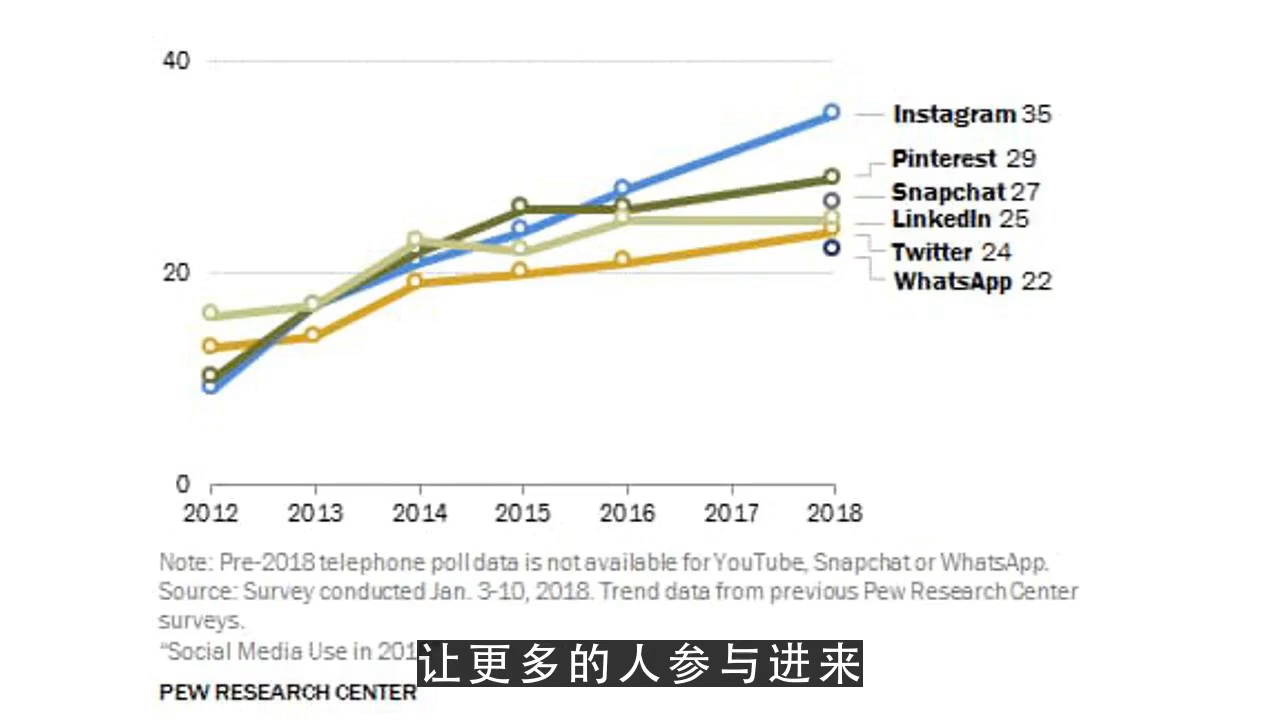 40
Instagram 35
Pinterest 29
Snapchat 27
LinkedIn 25
Twitter 24
WhatsApp 22
20
0
2012 2013 2014 2015 2016 2017 2018
Note: Pre-2018 telephone poll data is not available for YouTube, Snapchat or WhatsApp.
Source: Survey conducted Jan. 3-10, 2018. Trend data from previous Pew Research Center
surveys.
“Social Media Use in 201
让更多的人参与进来
PEW RESEARCH CENTER